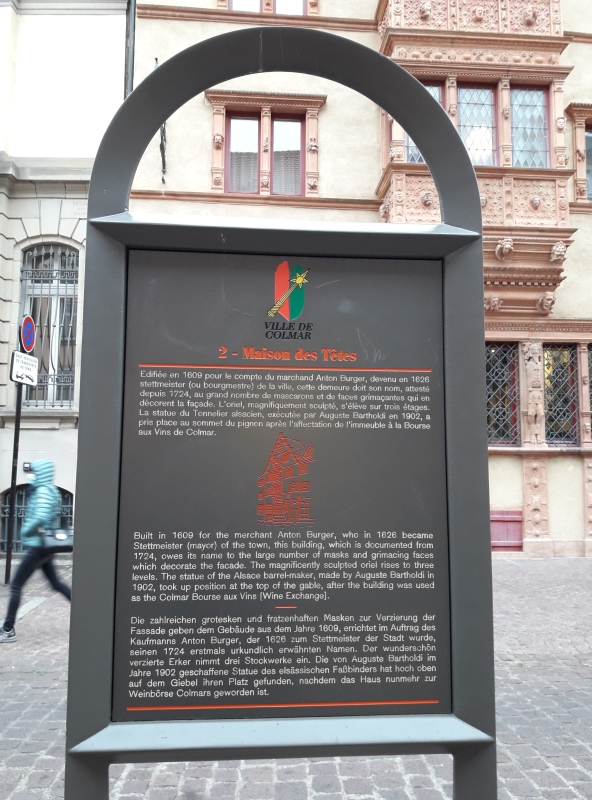 VILLE DE
COLMAR
2 - Maison des Têtes
Edifiée en 1609 pour le compte du marchand Anton Burger, devenu en 1626
stettmeister (ou bourgmestre) de la ville, cette demeure doit son nom, attesté
depuis 1724, au grand nombre de mascarons et de faces grimaçantes qui en
décorent la façade. L'oriel, magnifiquement sculpté, s'élève sur trois étages.
La statue du Tonnelier alsacien, exécutée par Auguste Bartholdi en 1902, a
pris place au sommet du pignon après l'affectation de l'immeuble à la Bourse
aux Vins de Colmar.
Built in 1609 for the merchant Anton Burger, who in 1626 became
Stettmeister (mayor) of the town, this building, which is documented from
1724, owes its name to the large number of masks and grimacing faces
which decorate the facade. The magnificently sculpted oriel rises to three
levels. The statue of the Alsace barrel-maker, made by Auguste Bartholdi in
1902, took up position at the top of the gable, after the building was used
as the Colmar Bourse aux Vins [Wine Exchange].
Die zahlreichen grotesken und fratzenhaften Masken zur Verzierung der
Fassade geben dem Gebäude aus dem Jahre 1609, errichtet im Auftrag des
Kaufmanns Anton Burger, der 1626 zum Stettmeister der Stadt wurde,
seinen 1724 erstmals urkundlich erwähnten Namen. Der wunderschön
verzierte Erker nimmt drei Stockwerke ein. Die von Auguste Bartholdi im
Jahre 1902 geschaffene Statue des elsässischen Faßbinders hat hoch oben
auf dem Giebel ihren Platz gefunden, nachdem das Haus nunmehr zur
Weinbörse Colmars geworden ist.